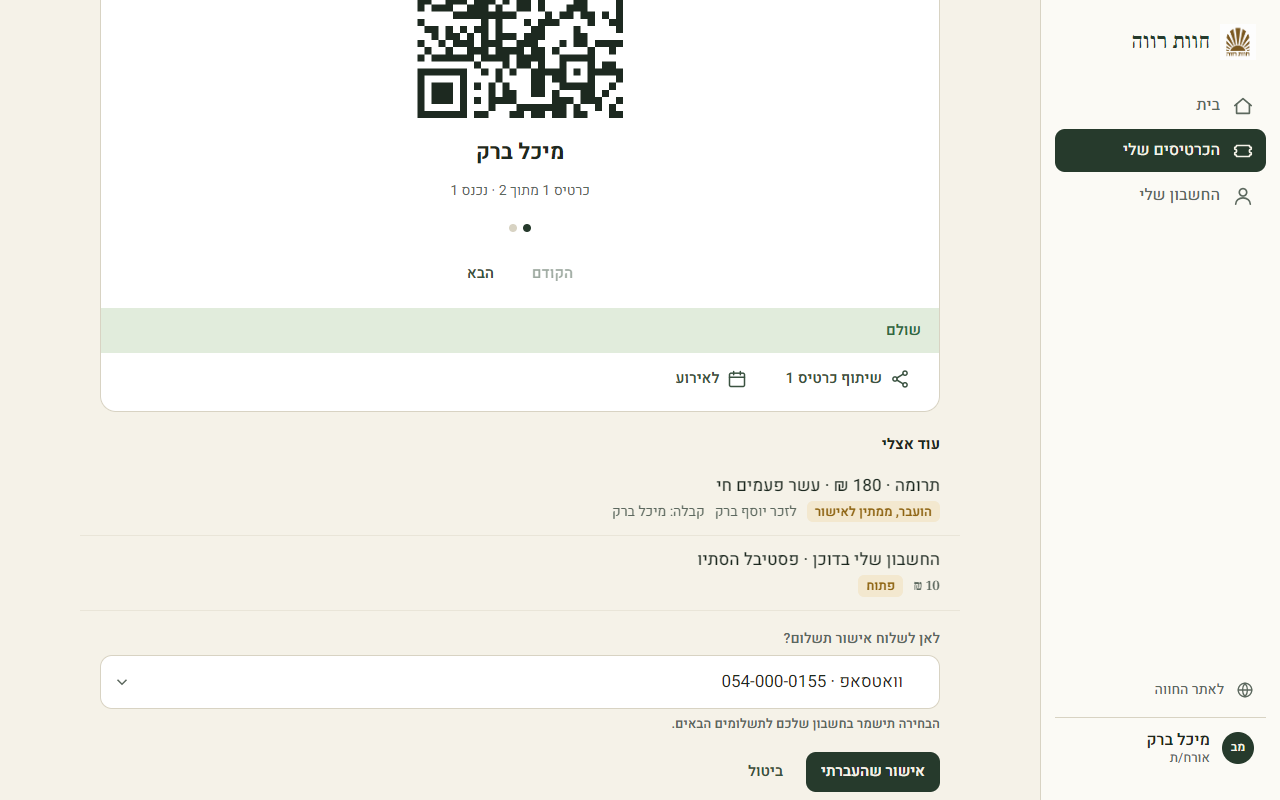 חוות רווה
בית
הכרטיסים שלי
החשבון שלי
לאתר החווה
מב
מיכל ברק
אורח/ת
מיכל ברק
כרטיס 1 מתוך 2 · נכנס 1
הקודם
הבא
שולם
שיתוף כרטיס 1
לאירוע
עוד אצלי
תרומה · 180 ₪ · עשר פעמים חי
הועבר, ממתין לאישור לזכר יוסף ברק קבלה: מיכל ברק
החשבון שלי בדוכן · פסטיבל הסתיו
10 ₪ פתוח
לאן לשלוח אישור תשלום?
וואטסאפ · 054-000-0155
הבחירה תישמר בחשבון שלכם לתשלומים הבאים.
אישור שהעברתי
ביטול